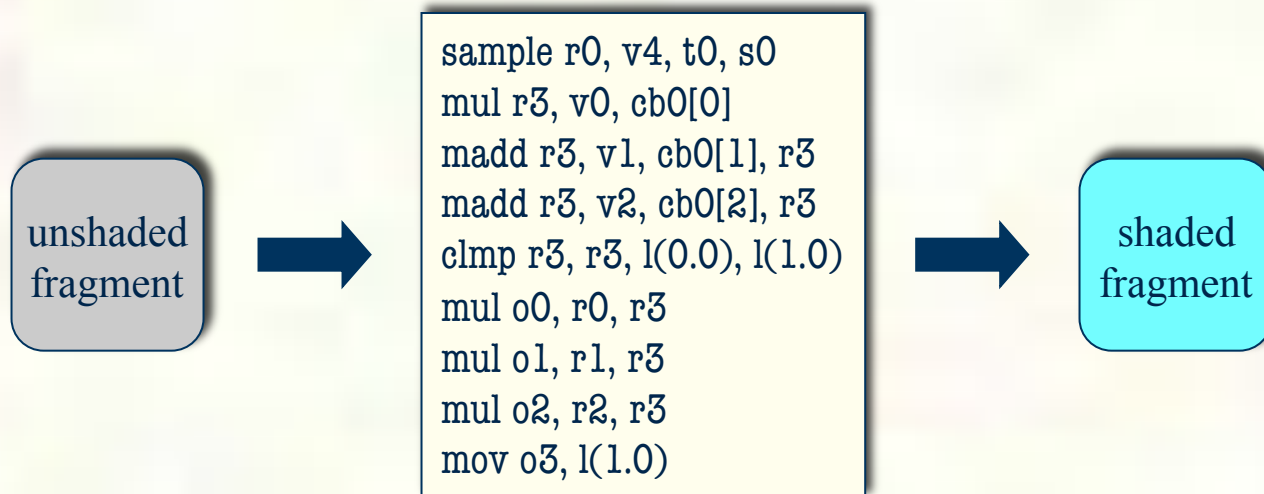 unshaded
fragment
sample r0, v4, t0, s0
mul r3, v0, cb0[0]
madd r3, v1, cb0[1], r3
madd r3, v2, cb0[2], r3
clmp r3, r3, l(0.0), l(1.0)
mul o0, r0, r3
mul o1, r1, r3
mul o2, r2, r3
mov o3, l(1.0)
shaded
fragment